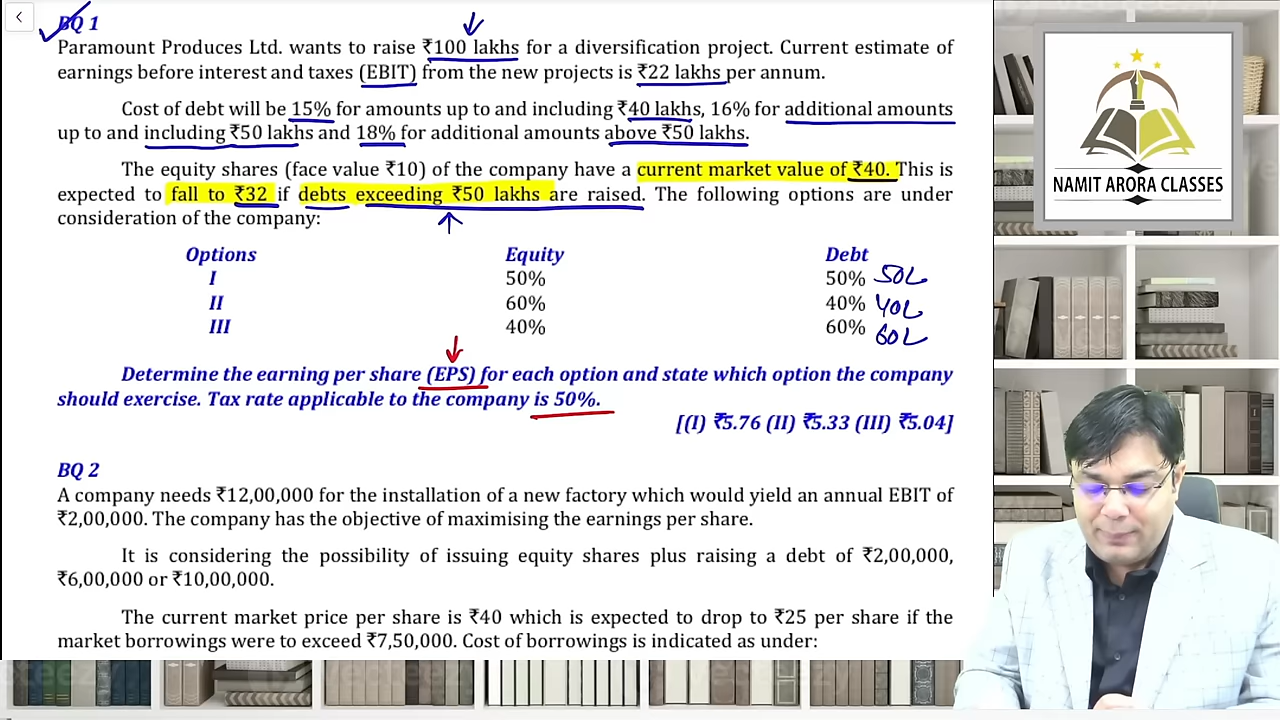 BQ 1
Paramount Produces Ltd. wants to raise ₹100 lakhs for a diversification project. Current estimate of
earnings before interest and taxes (EBIT) from the new projects is ₹22 lakhs per annum.
Cost of debt will be 15% for amounts up to and including ₹40 lakhs, 16% for additional amounts
up to and including ₹50 lakhs and 18% for additional amounts above ₹50 lakhs.
The equity shares (face value ₹10) of the company have a current market value of ₹40. This is
expected to fall to ₹32 if debts exceeding ₹50 lakhs are raised. The following options are under
consideration of the company:
Options Equity Debt
I 50% 50% 50L
II 60% 40% 40L
III 40% 60% 60L
Determine the earning per share (EPS) for each option and state which option the company
should exercise. Tax rate applicable to the company is 50%.
[(I) ₹5.76 (II) ₹5.33 (III) ₹5.04]
BQ 2
A company needs ₹12,00,000 for the installation of a new factory which would yield an annual EBIT of
₹2,00,000. The company has the objective of maximising the earnings per share.
It is considering the possibility of issuing equity shares plus raising a debt of ₹2,00,000,
₹6,00,000 or ₹10,00,000.
The current market price per share is ₹40 which is expected to drop to ₹25 per share if the
market borrowings were to exceed ₹7,50,000. Cost of borrowings is indicated as under:
NAMIT ARORA CLASSES